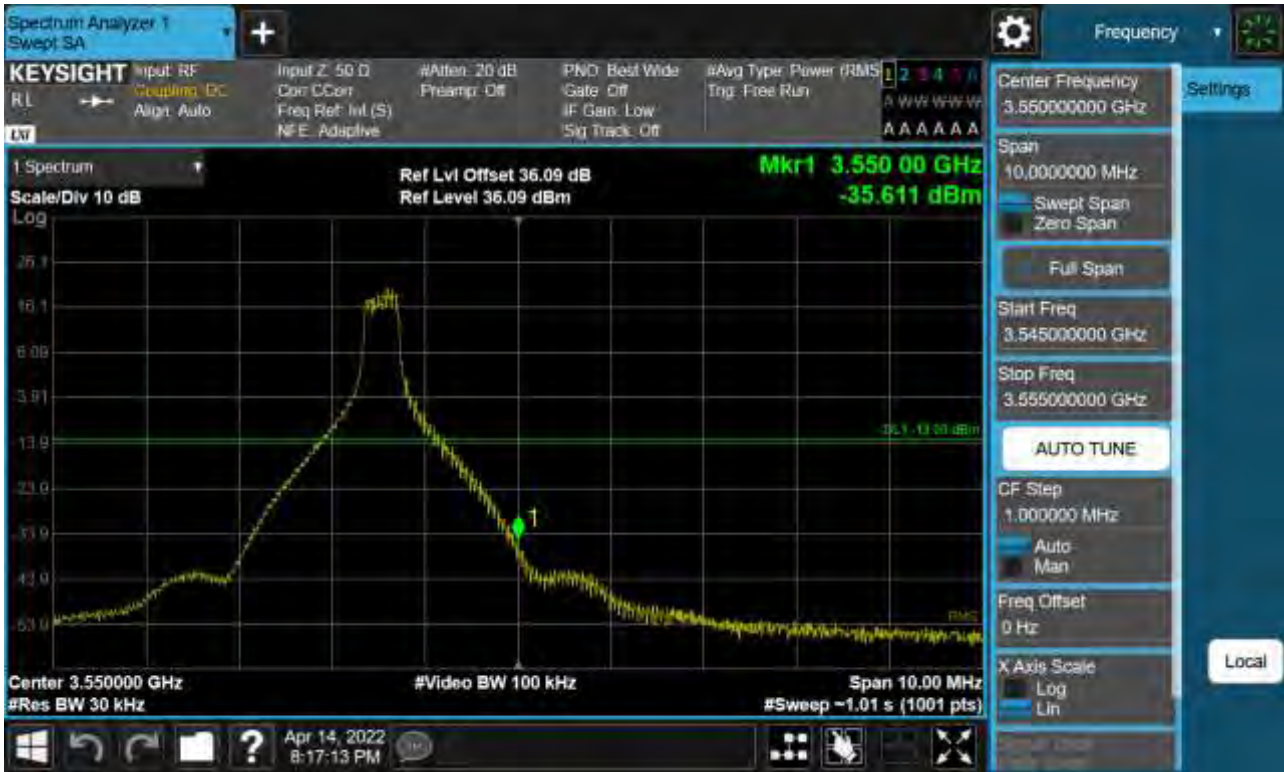 Spectrum Analyzer 1
Swept SA
Frequency
KEYSIGHT
RL
Input: RF
Coupling: DC
Align: Auto
Input Z: 50 Ω
Corr CCorr
Freq Ref: Int (S)
NFE: Adaptive
#Atten: 20 dB
Preamp: Off
PNO: Best Wide
Gate: Off
IF Gain: Low
Sig Track: Off
#Avg Type: Power (RMS
Trig: Free Run
1 2 3 4 5 6
A W W W W W
A A A A A A
1 Spectrum
Scale/Div 10 dB
Log
Ref Lvl Offset 36.09 dB
Ref Level 36.09 dBm
Mkr1 3.550 00 GHz
-35.611 dBm
26.1
16.1
6.09
-3.91
-13.9
-23.9
-33.9
-43.9
-53.9
DL1 -13.00 dBm
1
RMS
Center 3.550000 GHz
#Res BW 30 kHz
#Video BW 100 kHz
Span 10.00 MHz
#Sweep ~1.01 s (1001 pts)
Center Frequency
3.550000000 GHz
Settings
Span
10.0000000 MHz
Swept Span
Zero Span
Full Span
Start Freq
3.545000000 GHz
Stop Freq
3.555000000 GHz
AUTO TUNE
CF Step
1.000000 MHz
Auto
Man
Freq Offset
0 Hz
X Axis Scale
Log
Lin
Local
?
Apr 14, 2022
8:17:13 PM